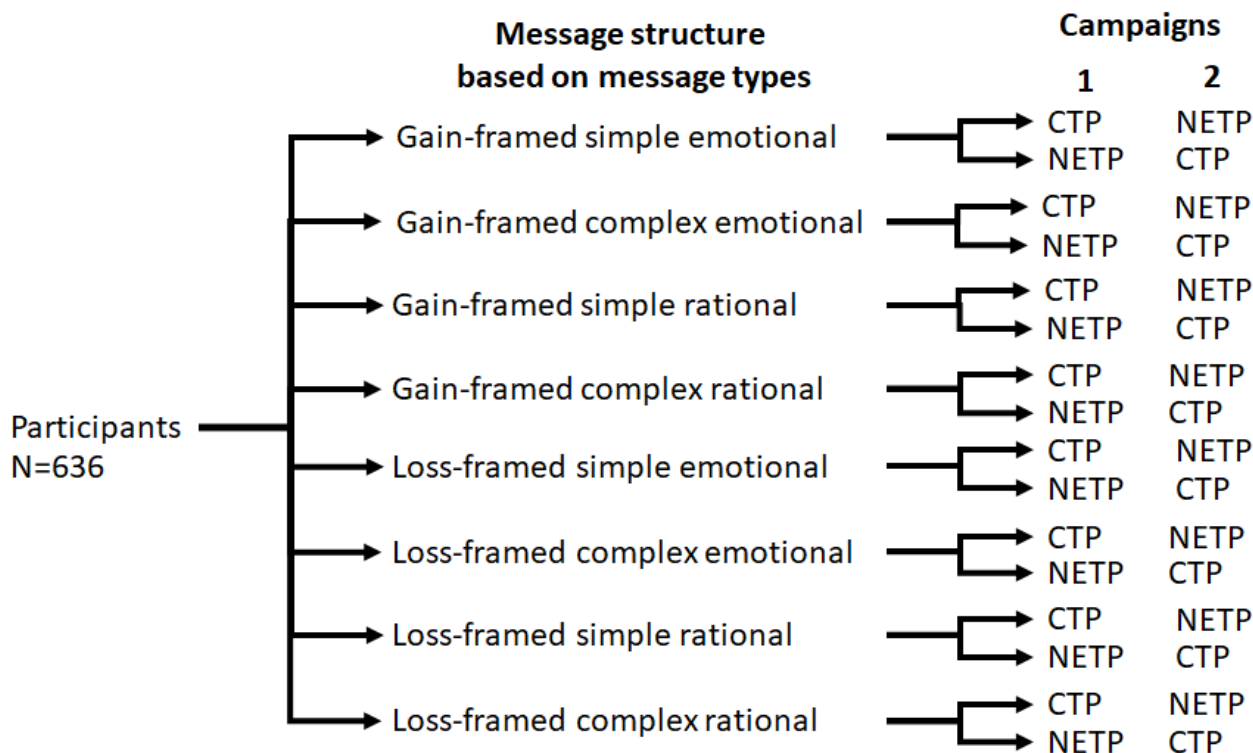 Message structure
based on message types
Campaigns
1 2
Gain-framed simple emotional
CTP NETP
NETP CTP
Gain-framed complex emotional
CTP NETP
NETP CTP
Gain-framed simple rational
CTP NETP
NETP CTP
Gain-framed complex rational
CTP NETP
NETP CTP
Participants
N=636
Loss-framed simple emotional
CTP NETP
NETP CTP
Loss-framed complex emotional
CTP NETP
NETP CTP
Loss-framed simple rational
CTP NETP
NETP CTP
Loss-framed complex rational
CTP NETP
NETP CTP